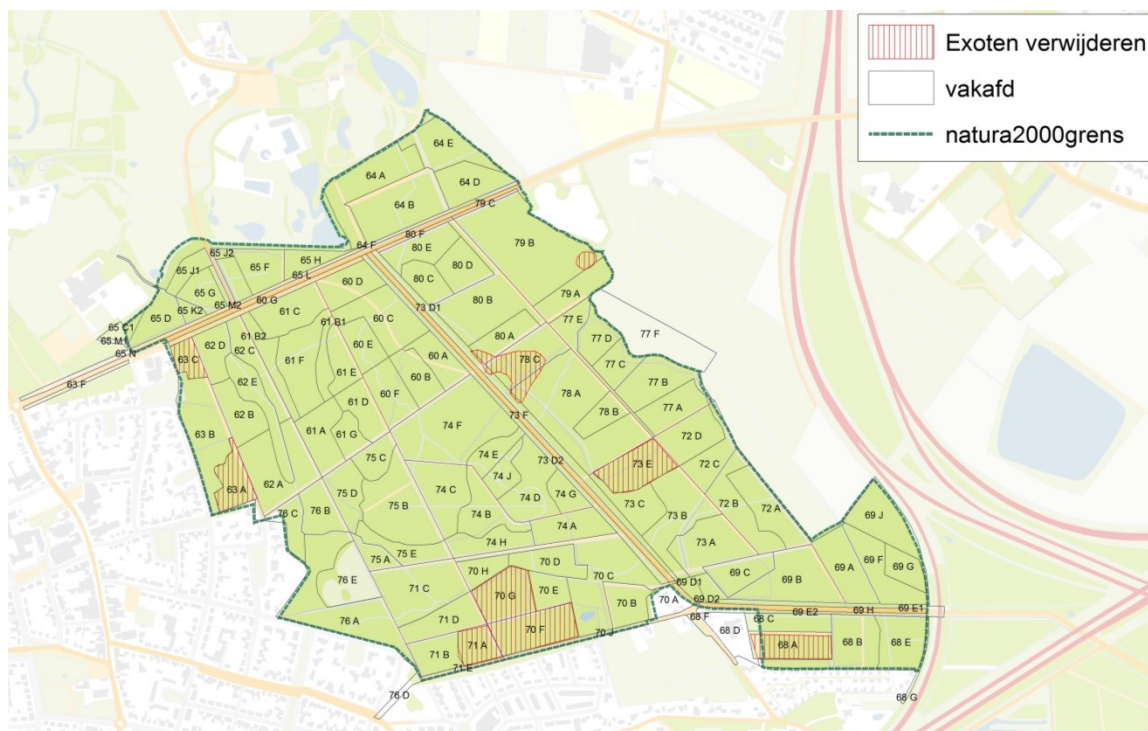 Exoten verwijderen
vakafd
natura2000grens
64 E
64 A
64 D
79 C
64 B
80 F
64 F
80 E
79 B
65 J2
65 H
65 F
65 J1
65 L
80 D
80 C
60 D
65 G
60 G
79 A
65 M2
61 C
73 D1
80 B
65 K2
65 D
60 C
77 E
61 B1
65 C1
77 F
61 B2
80 A
77 D
65 M1
62 D
60 E
65 N
62 C
60 A
63 C
61 F
78 C
77 C
61 E
60 B
63 F
62 E
77 B
60 F
78 A
61 D
77 A
62 B
78 B
73 F
74 F
61 A
61 G
63 B
72 D
74 E
75 C
73 D2
73 E
72 C
74 J
62 A
63 A
74 C
75 D
74 G
74 D
73 C
72 B
75 B
72 A
76 B
76 C
74 B
73 B
69 J
74 A
74 H
73 A
75 E
75 A
70 D
69 F
69 G
69 A
70 H
69 C
70 C
76 E
69 B
69 D1
71 C
70 E
70 G
70 A
70 B
69 D2
69 E2
69 H
69 E1
68 F
68 C
76 A
71 D
70 F
68 D
70 J
71 A
68 A
68 B
68 E
71 B
71 E
76 D
68 G